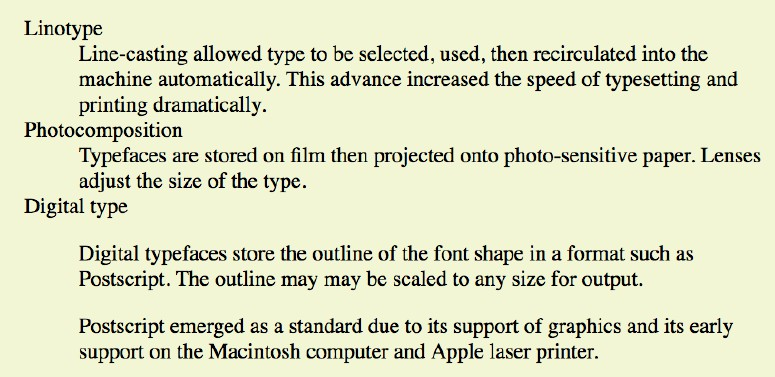 Linotype
Line-casting allowed type to be selected, used, then recirculated into the
machine automatically. This advance increased the speed of typesetting and
printing dramatically.
Photocomposition
Typefaces are stored on film then projected onto photo-sensitive paper. Lenses
adjust the size of the type.
Digital type
Digital typefaces store the outline of the font shape in a format such as
Postscript. The outline may may be scaled to any size for output.
Postscript emerged as a standard due to its support of graphics and its early
support on the Macintosh computer and Apple laser printer.